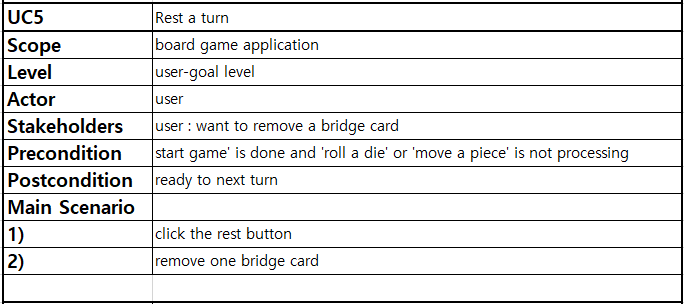 UC5 Rest a turn
Scope board game application
Level user-goal level
Actor user
Stakeholders user : want to remove a bridge card
Precondition start game' is done and 'roll a die' or 'move a piece' is not processing
Postcondition ready to next turn
Main Scenario
1) click the rest button
2) remove one bridge card